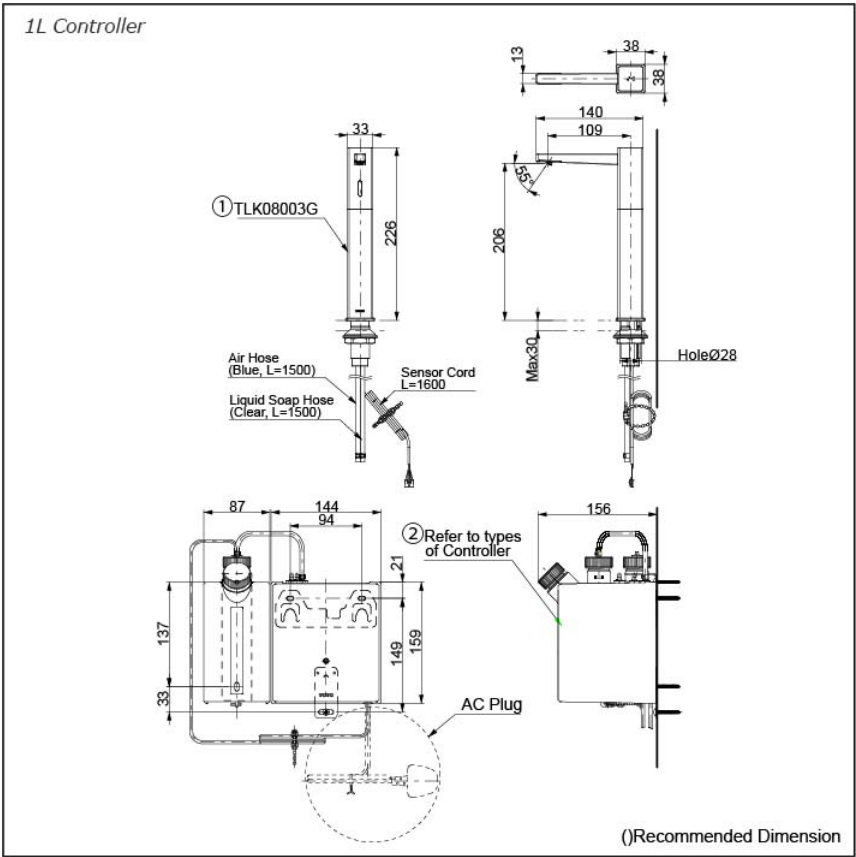 1L Controller
13
38
38
140
109
33
55°
①TLK08003G
226
206
Max30
HoleØ28
Air Hose
(Blue, L=1500)
Sensor Cord
L=1600
Liquid Soap Hose
(Clear, L=1500)
87
144
94
156
②Refer to types
of Controller
21
137
149
159
33
AC Plug
()Recommended Dimension